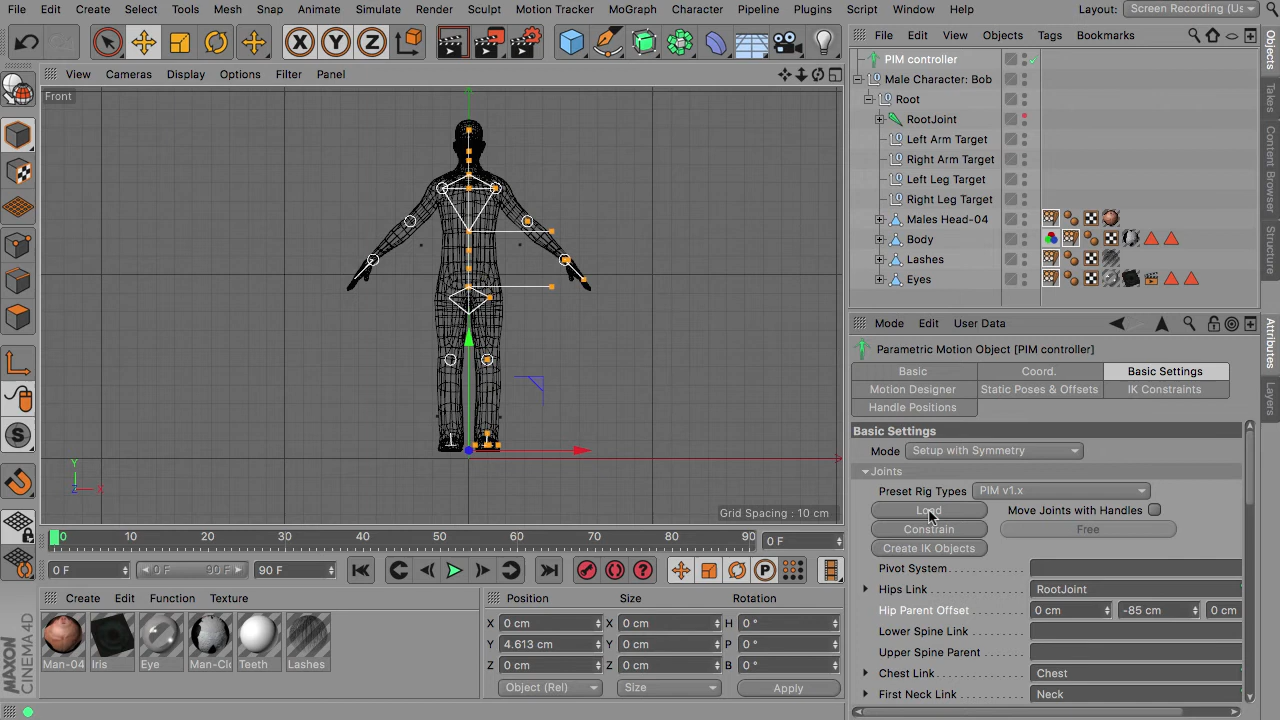 File Edit Create Select Tools Mesh Snap Animate Simulate Render Sculpt Motion Tracker MoGraph Character Pipeline Plugins Script Window Help Layout: Screen Recording (Us
X Y Z
View Cameras Display Options Filter Panel
Front
Y
Z X
Grid Spacing : 10 cm
File Edit View Objects Tags Bookmarks
PIM controller
Male Character: Bob
Root
RootJoint
Left Arm Target
Right Arm Target
Left Leg Target
Right Leg Target
Males Head-04
Body
Lashes
Eyes
Objects
Takes
Content Browser
Structure
Attributes
Layers
Mode Edit User Data
Parametric Motion Object [PIM controller]
Basic Coord. Basic Settings
Motion Designer Static Poses & Offsets IK Constraints
Handle Positions
Basic Settings
Mode Setup with Symmetry
Joints
Preset Rig Types PIM v1.x
Load Move Joints with Handles
Constrain Free
Create IK Objects
Pivot System
Hips Link RootJoint
Hip Parent Offset 0 cm -85 cm 0 cm
Lower Spine Link
Upper Spine Parent
Chest Link Chest
First Neck Link Neck
0 10 20 30 40 50 60 70 80 90 0 F
0 F 0 F 90 F 90 F
Create Edit Function Texture
Man-04 Iris Eye Man-Clo Teeth Lashes
Position Size Rotation
X 0 cm X 0 cm H 0 °
Y 4.613 cm Y 0 cm P 0 °
Z 0 cm Z 0 cm B 0 °
Object (Rel) Size Apply
MAXON
CINEMA 4D